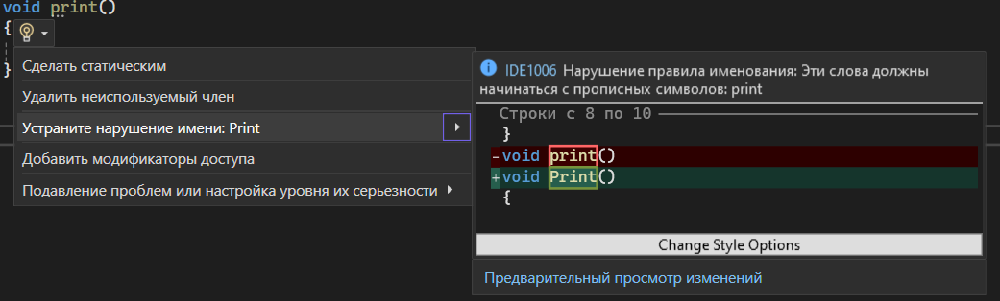 void print()
{
}
Сделать статическим
Удалить неиспользуемый член
Устраните нарушение имени: Print
Добавить модификаторы доступа
Подавление проблем или настройка уровня их серьезности
IDE1006 Нарушение правила именования: Эти слова должны
начинаться с прописных символов: print
Строки с 8 по 10
}
-void print()
+void Print()
{
Change Style Options
Предварительный просмотр изменений